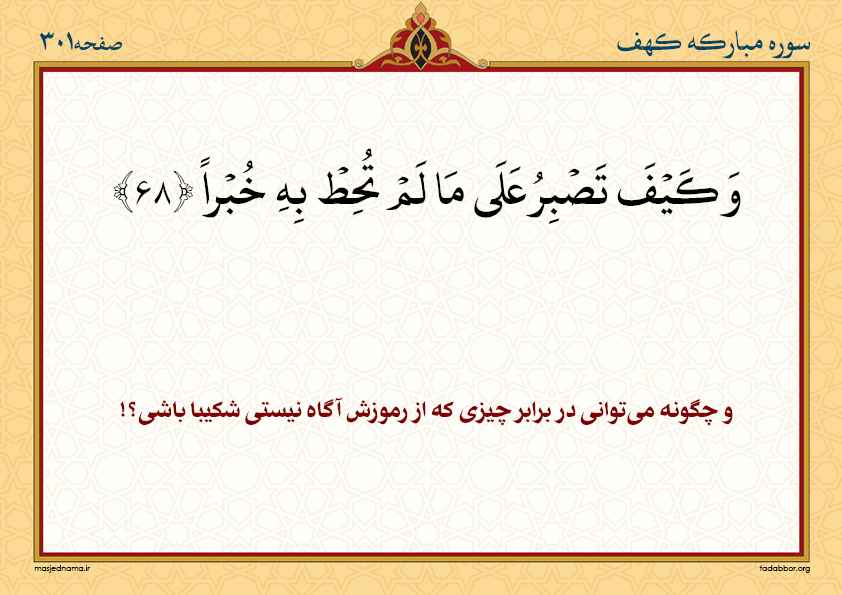 سوره مبارکه کهف
صفحه۳۰۱
وَ كَيْفَ تَصْبِرُ عَلَى مَا لَمْ تُحِطْ بِهِ خُبْراً ﴿۶۸﴾
و چگونه می‌توانی در برابر چیزی که از رموزش آگاه نیستی شکیبا باشی؟!
masjednama.ir
tadabbor.org